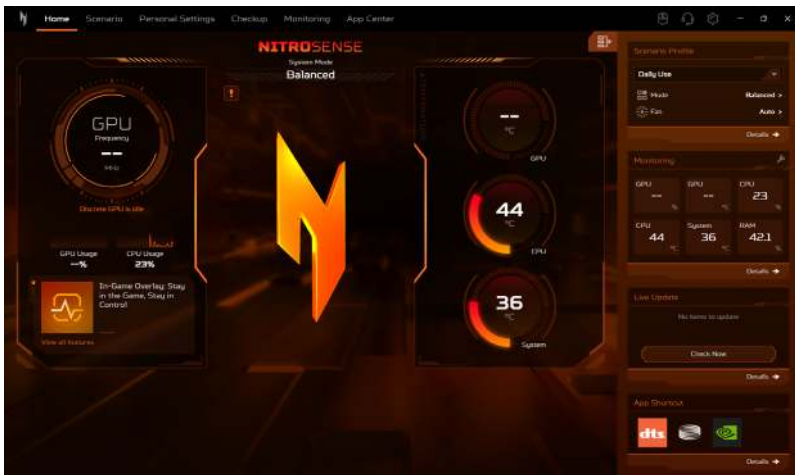 Home Scenario Personal Settings Checkup Monitoring App Center
NITROSENSE
System Mode
Balanced
GPU
Frequency
--
MHz
Discrete GPU is idle
GPU Usage
--%
CPU Usage
23%
In-Game Overlay: Stay
in the Game, Stay in
Control
View all features
--
°C
GPU
44
°C
CPU
36
°C
System
Scenario Profile
Daily Use
Mode Balanced >
Fan Auto >
Details
Monitoring
GPU GPU CPU
-- -- 23
% °C %
CPU System RAM
44 36 42.1
°C °C %
Details
Live Update
No items to update
Check Now
Details
App Shortcut
dts
Details